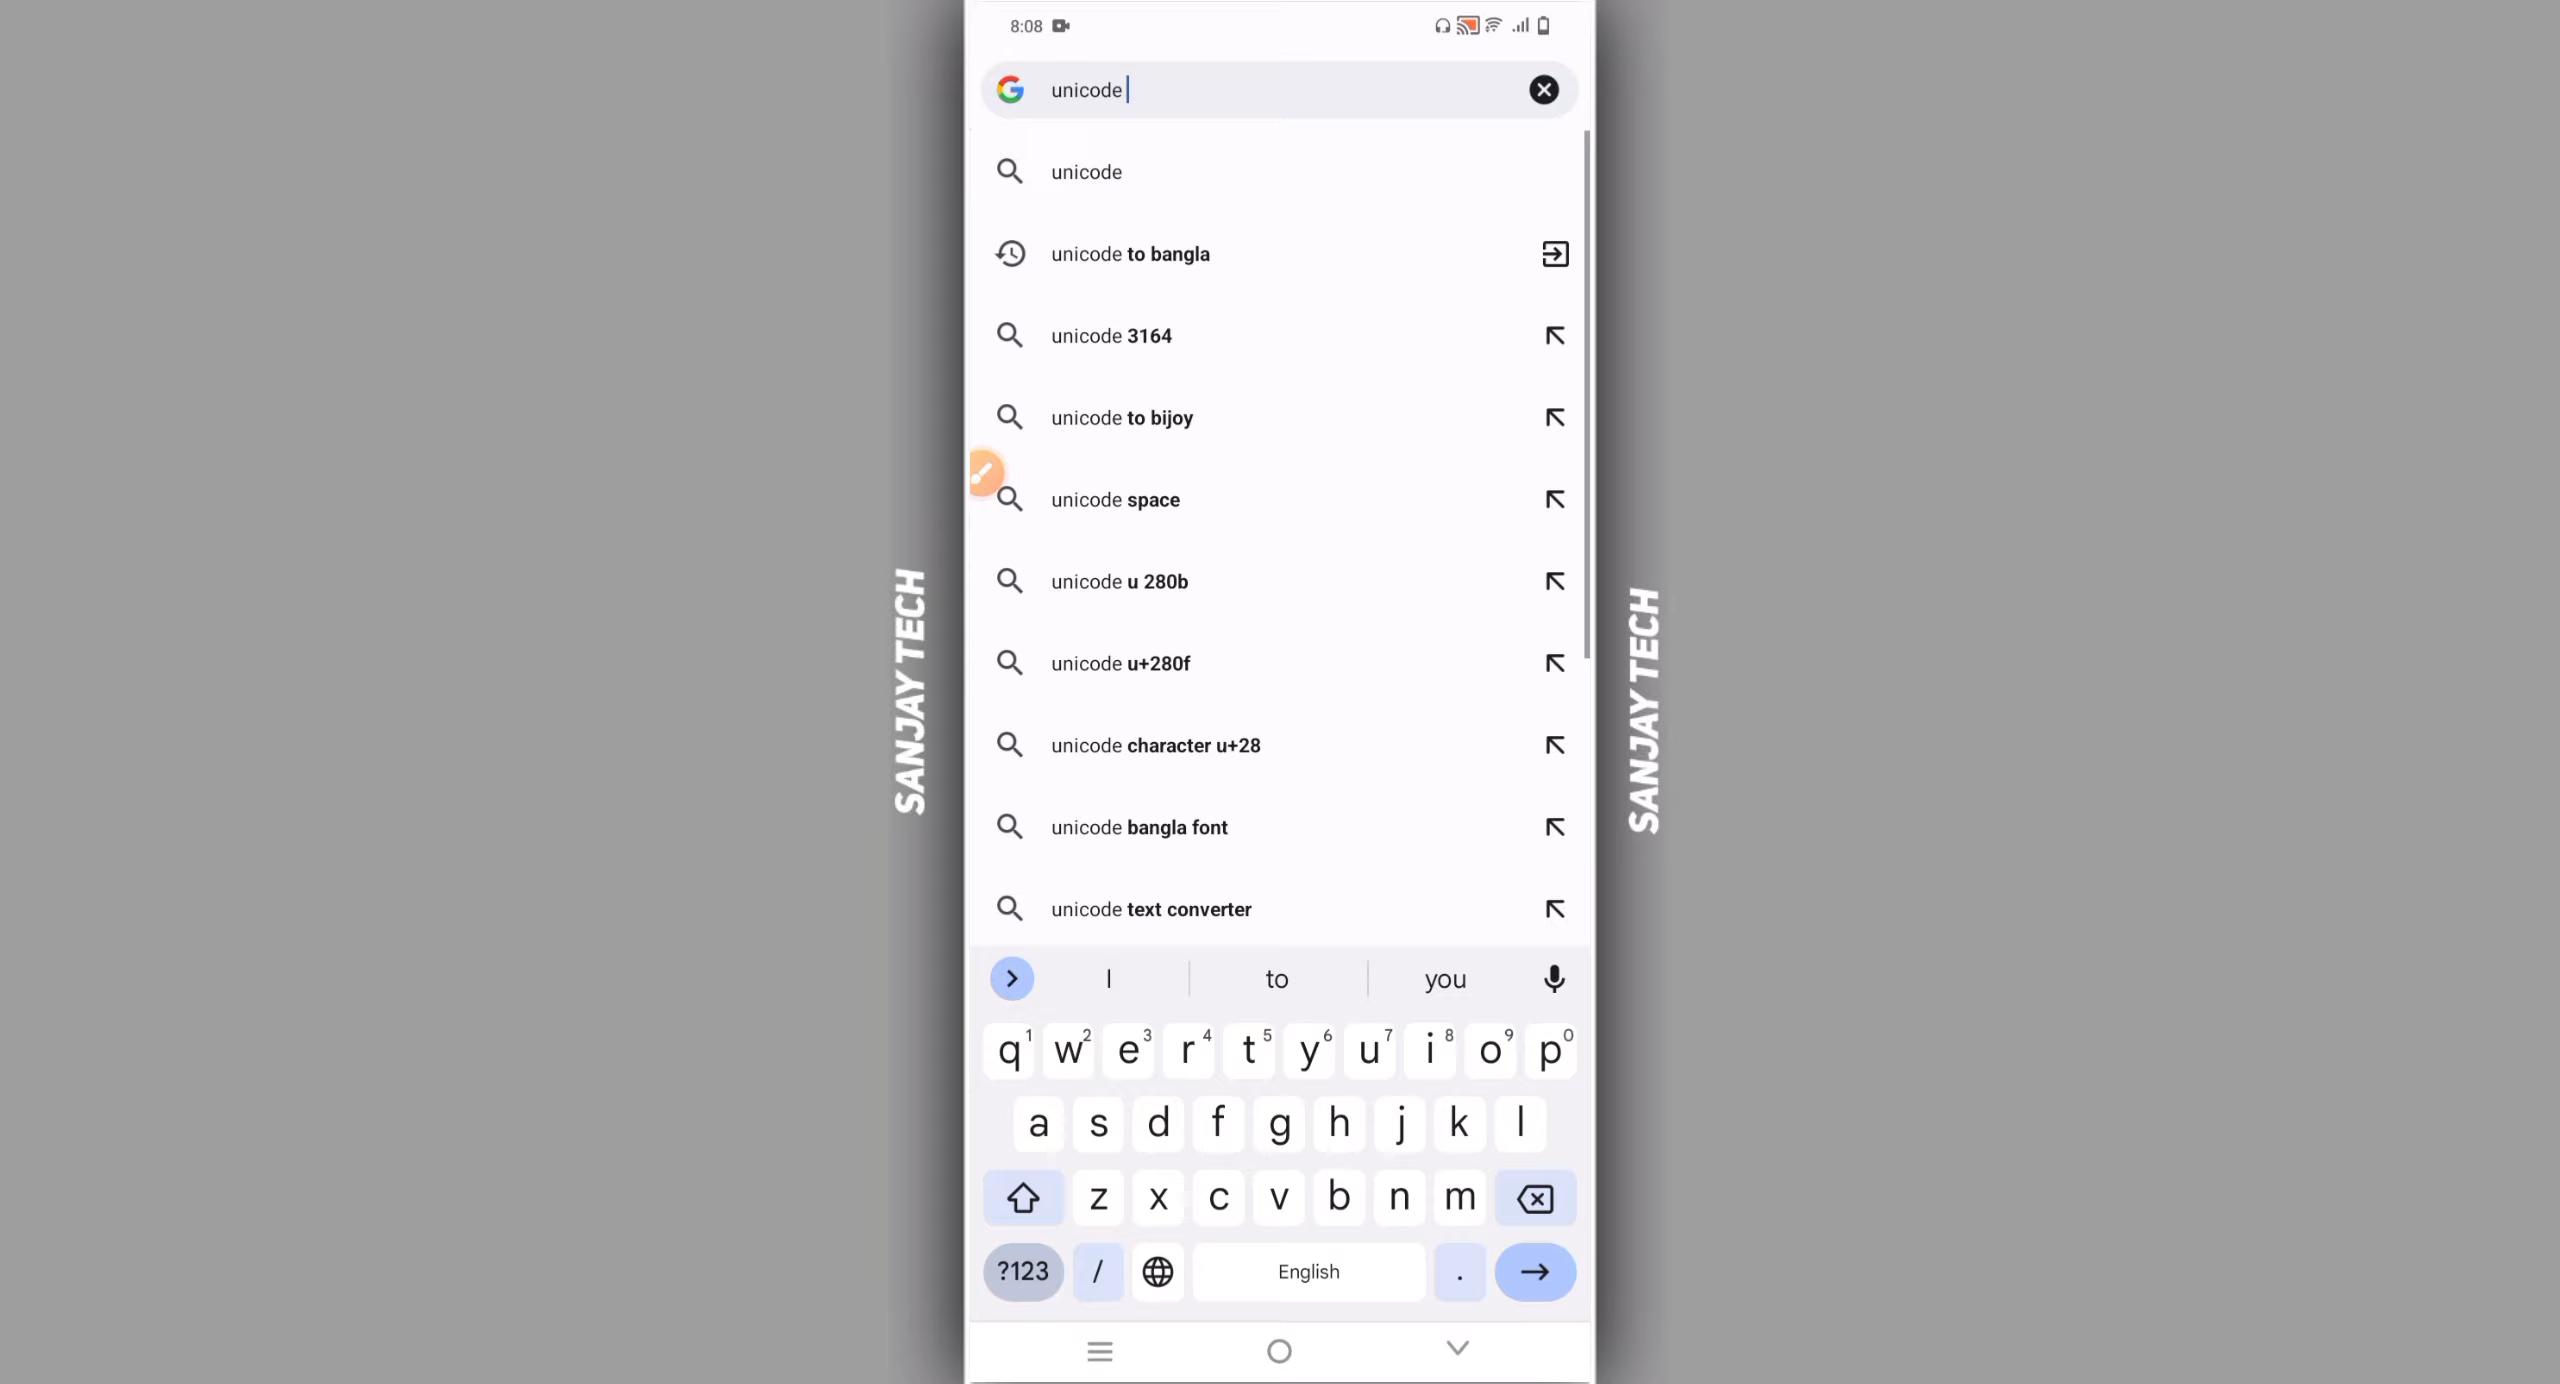 8:08
unicode
unicode
unicode to bangla
unicode 3164
unicode to bijoy
unicode space
unicode u 280b
unicode u+280f
unicode character u+28
unicode bangla font
unicode text converter
I to you
q1 w2 e3 r4 t5 y6 u7 i8 o9 p0
a s d f g h j k l
z x c v b n m
?123 / English .
SANJAY TECH
SANJAY TECH